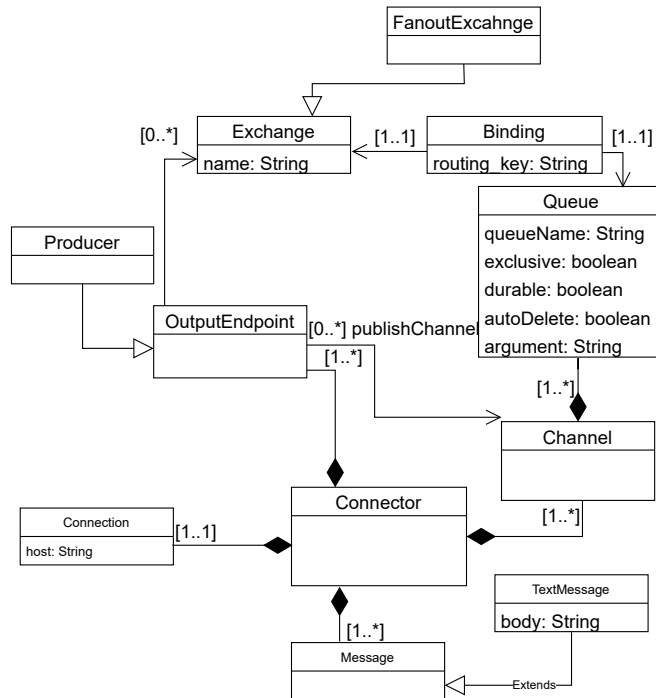 FanoutExcahnge
[0..*]
Exchange
name: String
[1..1]
Binding
routing_key: String
[1..1]
Queue
queueName: String
exclusive: boolean
durable: boolean
autoDelete: boolean
argument: String
Producer
OutputEndpoint
[0..*] publishChannel
[1..*]
[1..*]
Channel
Connector
[1..*]
Connection
host: String
[1..1]
TextMessage
body: String
[1..*]
Message
Extends